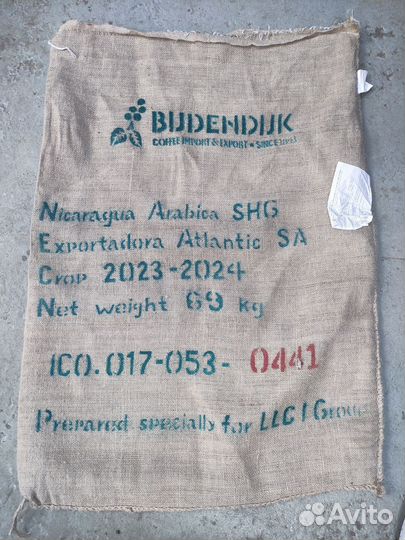 BIJDENDIJK
COFFEE IMPORT & EXPORT • SINCE
Nicaragua Arabica SHG
Exportadora Atlantic SA
Crop 2023-2024
Net weight 69 kg
ICO. 017-053- 0441
Prepared specially for LLC I Group
Avito